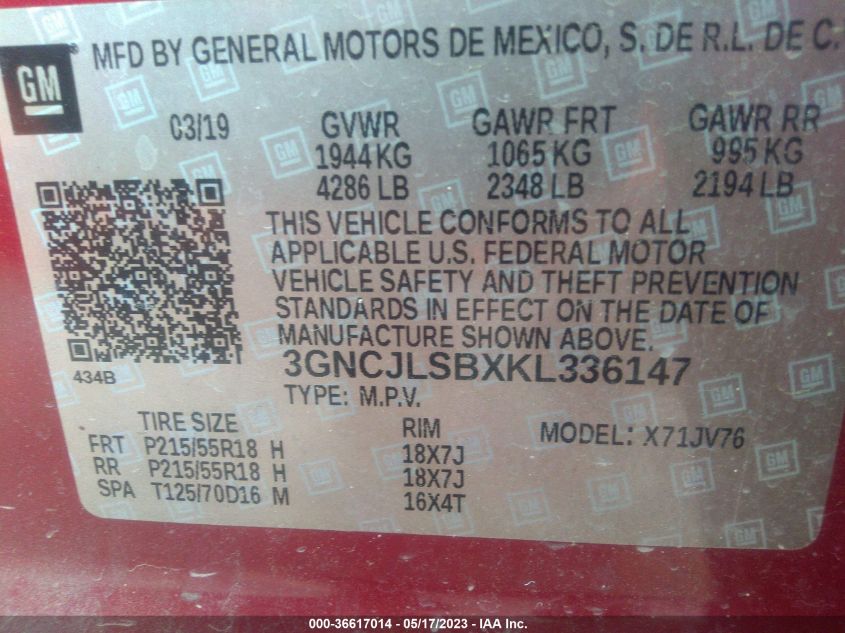 GM ® MFD BY GENERAL MOTORS DE MEXICO, S. DE R.L. DE C.
03/19 GVWR GAWR FRT GAWR RR
1944 KG 1065 KG 995 KG
4286 LB 2348 LB 2194 LB
THIS VEHICLE CONFORMS TO ALL
APPLICABLE U.S. FEDERAL MOTOR
VEHICLE SAFETY AND THEFT PREVENTION
STANDARDS IN EFFECT ON THE DATE OF
MANUFACTURE SHOWN ABOVE.
434B 3GNCJLSBXKL336147
TYPE: M.P.V.
TIRE SIZE RIM MODEL: X71JV76
FRT P215/55R18 H 18X7J
RR P215/55R18 H 18X7J
SPA T125/70D16 M 16X4T
000-36617014 - 05/17/2023 - IAA Inc.